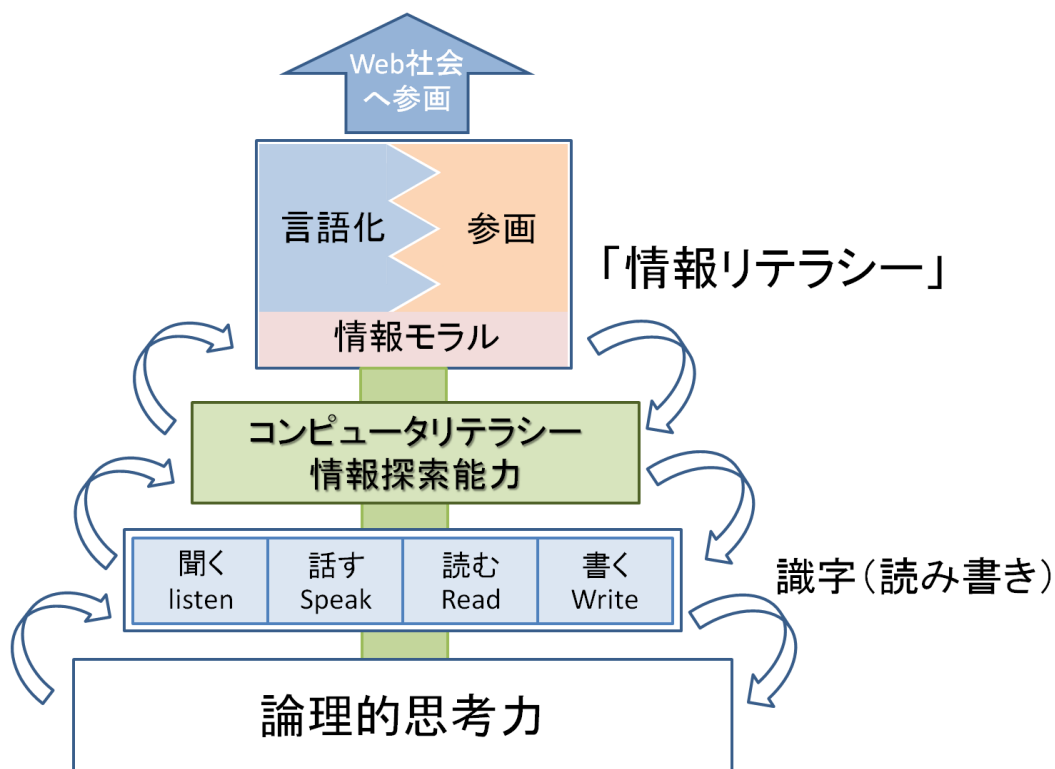 Web社会
へ参画
言語化
参画
「情報リテラシー」
情報モラル
コンピュータリテラシー
情報探索能力
聞く
listen
話す
Speak
読む
Read
書く
Write
識字（読み書き）
論理的思考力